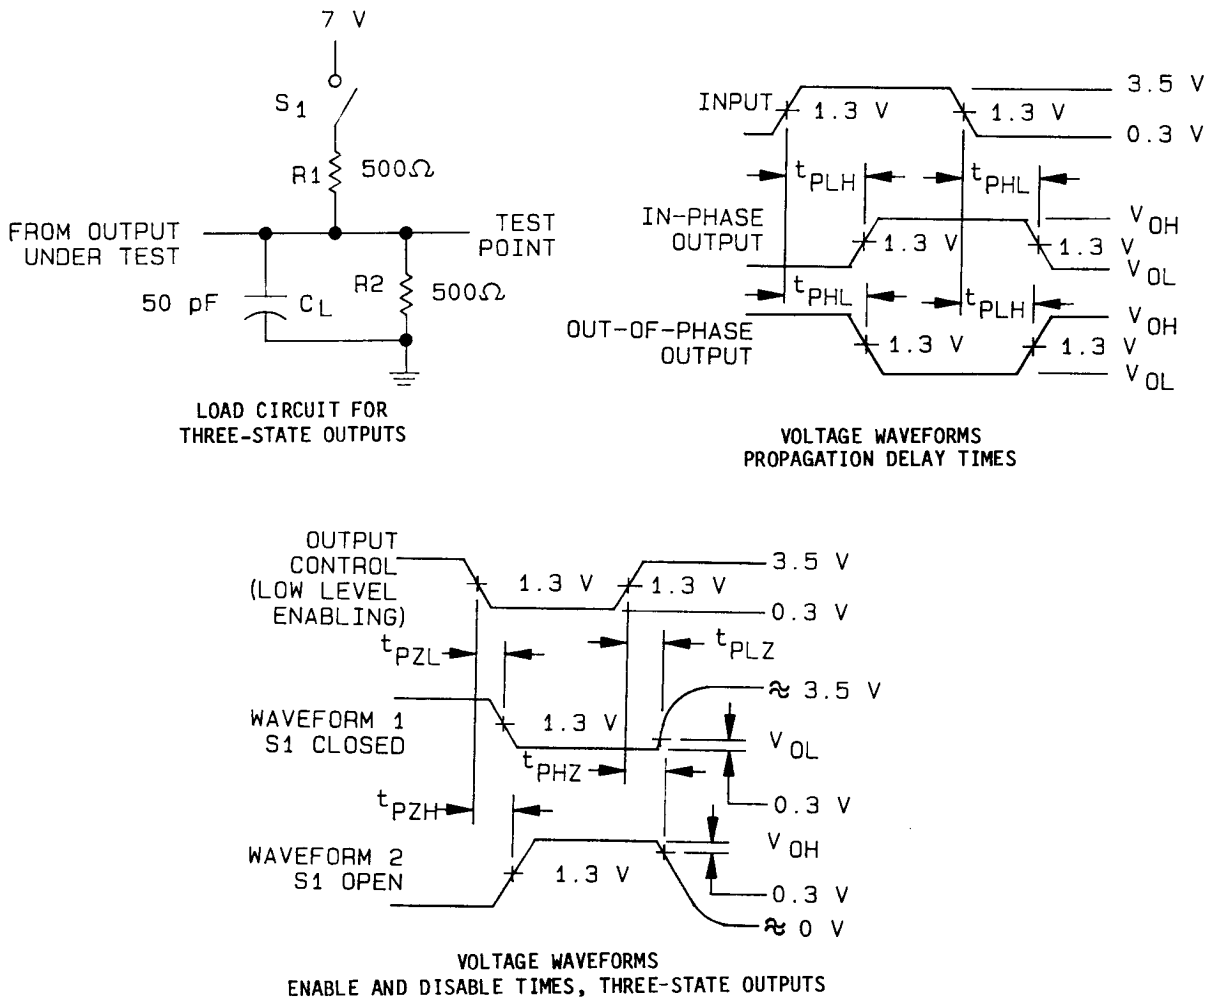 7 V
S1
R1 500Ω
FROM OUTPUT
UNDER TEST
TEST
POINT
50 pF CL
R2 500Ω
LOAD CIRCUIT FOR
THREE-STATE OUTPUTS
INPUT 1.3 V 1.3 V 3.5 V
0.3 V
tPLH tPHL
IN-PHASE
OUTPUT
1.3 V 1.3 V
VOH
VOL
tPHL tPLH
OUT-OF-PHASE
OUTPUT
1.3 V 1.3 V
VOH
VOL
VOLTAGE WAVEFORMS
PROPAGATION DELAY TIMES
OUTPUT
CONTROL
(LOW LEVEL
ENABLING)
1.3 V 1.3 V
3.5 V
0.3 V
tPZL tPLZ
WAVEFORM 1
S1 CLOSED
1.3 V
≈ 3.5 V
VOL
0.3 V
tPHZ
tPZH
WAVEFORM 2
S1 OPEN
1.3 V
VOH
0.3 V
≈ 0 V
VOLTAGE WAVEFORMS
ENABLE AND DISABLE TIMES, THREE-STATE OUTPUTS